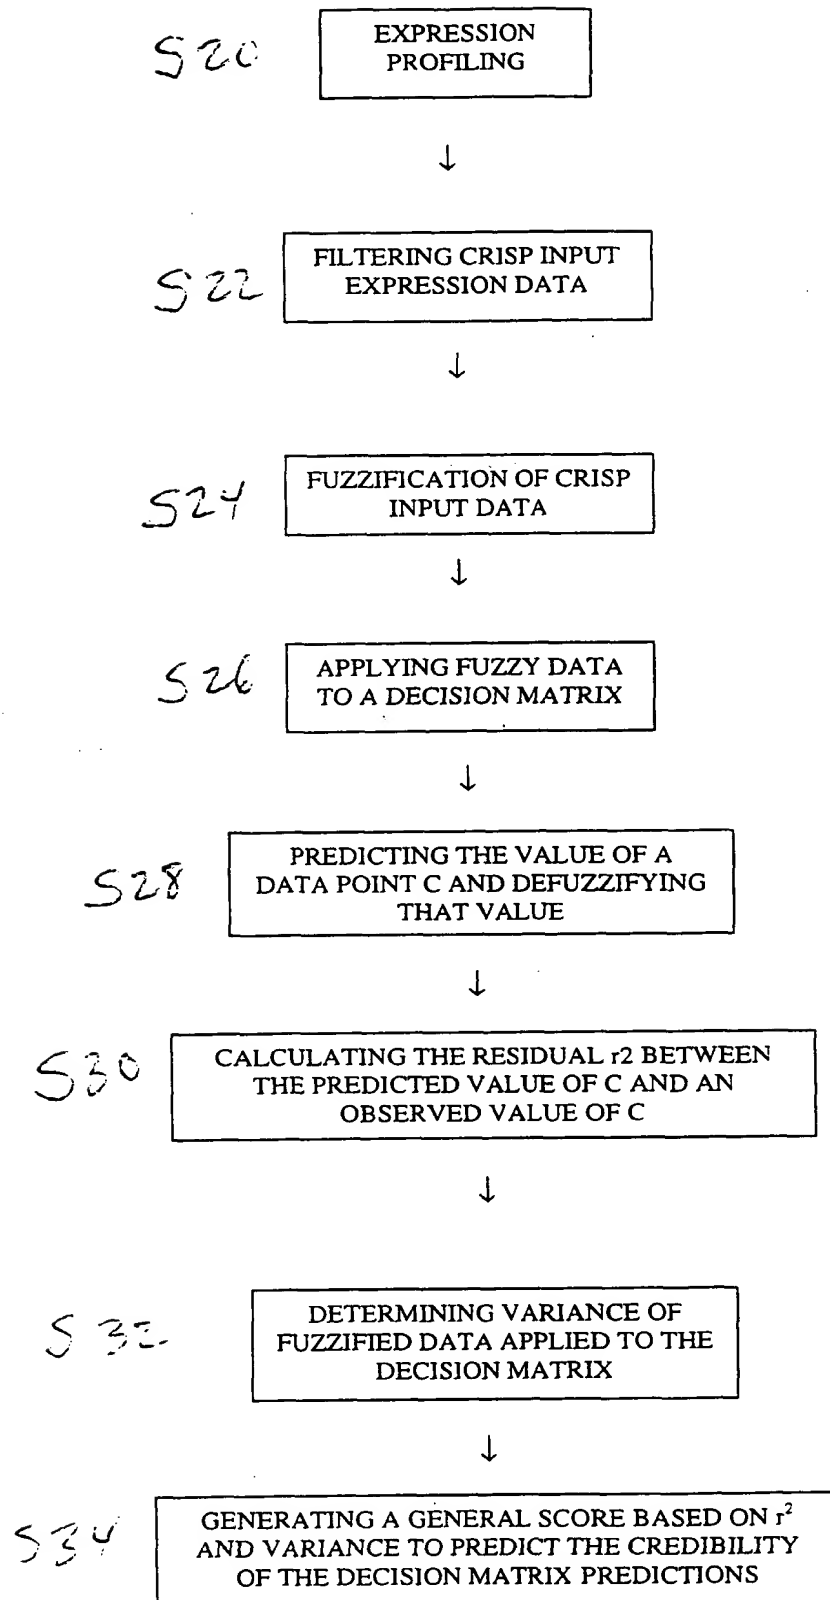 S20
EXPRESSION
PROFILING
↓
S22
FILTERING CRISP INPUT
EXPRESSION DATA
↓
S24
FUZZIFICATION OF CRISP
INPUT DATA
↓
S26
APPLYING FUZZY DATA
TO A DECISION MATRIX
↓
S28
PREDICTING THE VALUE OF A
DATA POINT C AND DEFUZZIFYING
THAT VALUE
↓
S30
CALCULATING THE RESIDUAL r2 BETWEEN
THE PREDICTED VALUE OF C AND AN
OBSERVED VALUE OF C
↓
S32
DETERMINING VARIANCE OF
FUZZIFIED DATA APPLIED TO THE
DECISION MATRIX
↓
S34
GENERATING A GENERAL SCORE BASED ON r²
AND VARIANCE TO PREDICT THE CREDIBILITY
OF THE DECISION MATRIX PREDICTIONS